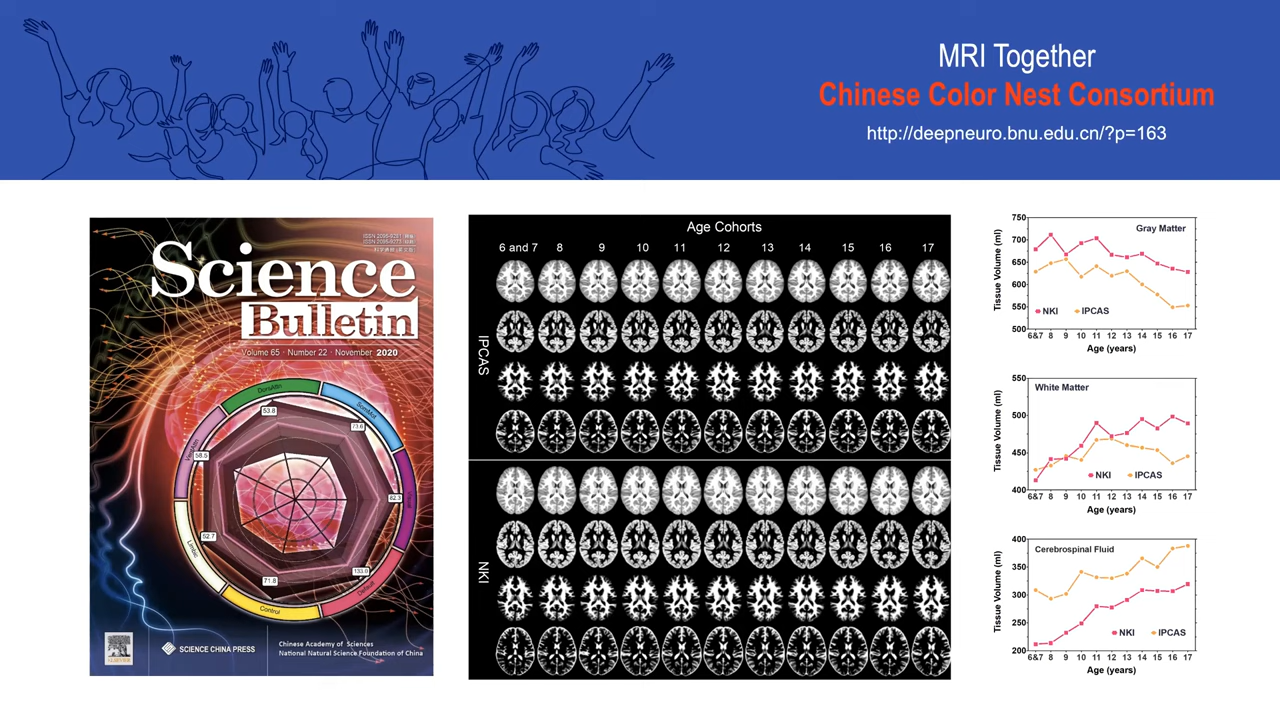 MRI Together
Chinese Color Nest Consortium
http://deepneuro.bnu.edu.cn/?p=163
Science
Bulletin
Volume 65 · Number 22 · November 2020
DorsAttn
SomMot
VentAttn
Visual
Limbic
Default
Control
53.8
73.6
58.5
82.3
52.7
133.0
71.8
ELSEVIER
SCIENCE CHINA PRESS
Chinese Academy of Sciences
National Natural Science Foundation of China
Age Cohorts
6 and 7 8 9 10 11 12 13 14 15 16 17
IPCAS
NKI
Gray Matter
Tissue Volume (ml)
750
700
650
600
550
500
NKI IPCAS
6&7 8 9 10 11 12 13 14 15 16 17
Age (years)
White Matter
Tissue Volume (ml)
550
500
450
400
NKI IPCAS
6&7 8 9 10 11 12 13 14 15 16 17
Age (years)
Cerebrospinal Fluid
Tissue Volume (ml)
400
350
300
250
200
NKI IPCAS
6&7 8 9 10 11 12 13 14 15 16 17
Age (years)